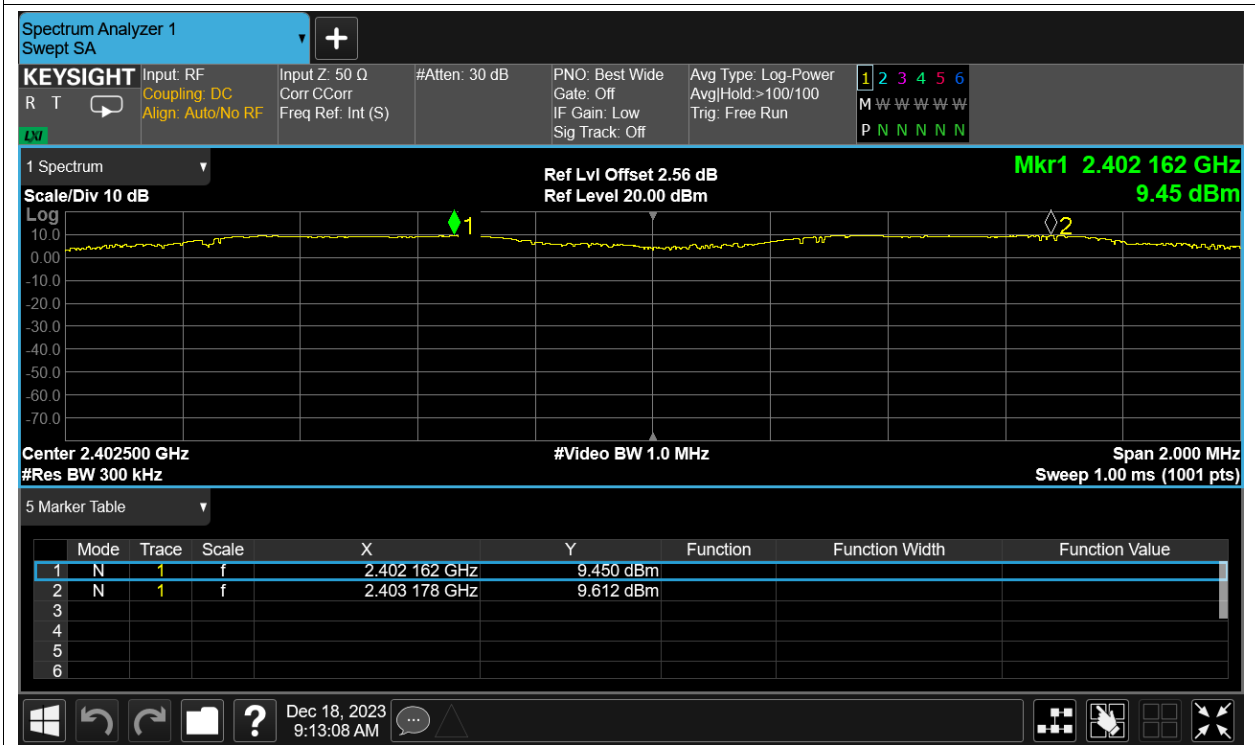 Spectrum Analyzer 1
Swept SA
+
KEYSIGHT Input: RF Input Z: 50 Ω #Atten: 30 dB PNO: Best Wide Avg Type: Log-Power 1 2 3 4 5 6
R T Coupling: DC Corr CCorr Gate: Off Avg|Hold:>100/100 M W W W W W
Align: Auto/No RF Freq Ref: Int (S) IF Gain: Low Trig: Free Run
LXI Sig Track: Off P N N N N N
1 Spectrum Ref Lvl Offset 2.56 dB Mkr1 2.402 162 GHz
Scale/Div 10 dB Ref Level 20.00 dBm 9.45 dBm
Log 1 2
10.0
0.00
-10.0
-20.0
-30.0
-40.0
-50.0
-60.0
-70.0
Center 2.402500 GHz #Video BW 1.0 MHz Span 2.000 MHz
#Res BW 300 kHz Sweep 1.00 ms (1001 pts)
5 Marker Table
Mode Trace Scale X Y Function Function Width Function Value
1 N 1 f 2.402 162 GHz 9.450 dBm
2 N 1 f 2.403 178 GHz 9.612 dBm
3
4
5
6
? Dec 18, 2023
9:13:08 AM